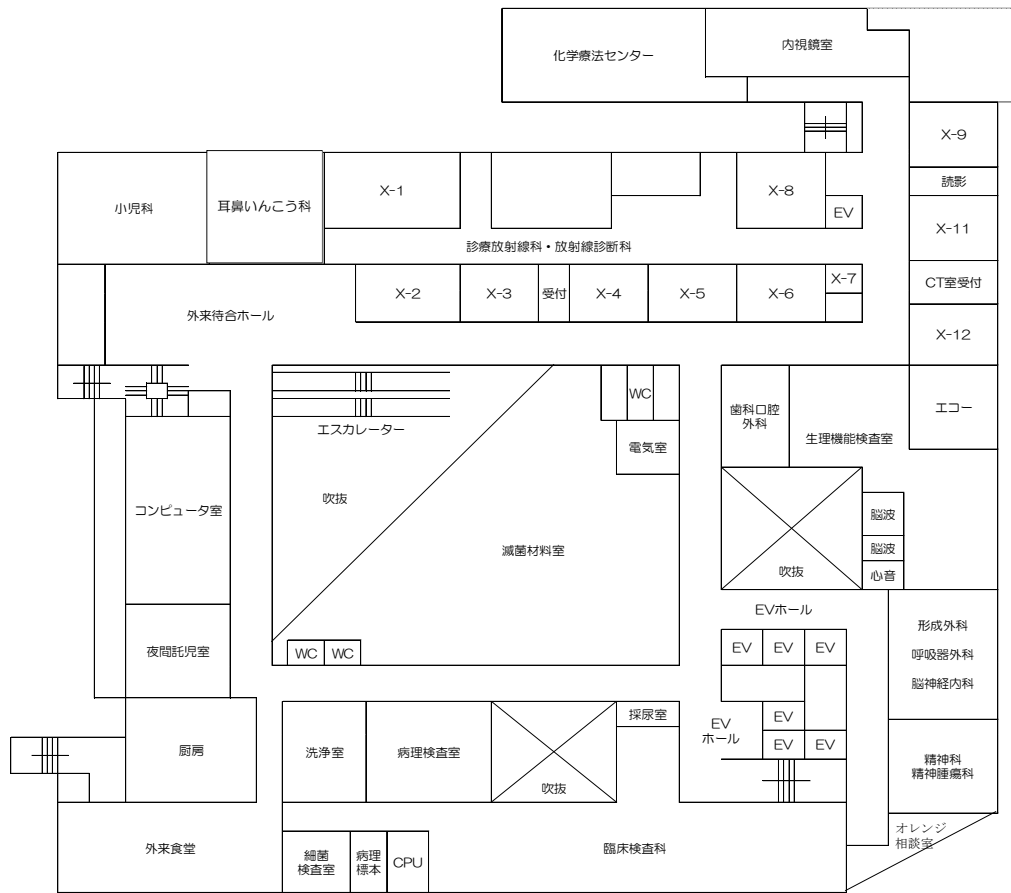 化学療法センター
内視鏡室
X-9
小児科
耳鼻いんこう科
X-1
X-8
読影
EV
X-11
診療放射線科・放射線診断科
X-2
X-3
受付
X-4
X-5
X-6
X-7
CT室受付
外来待合ホール
X-12
WC
歯科口腔
外科
エコー
エスカレーター
電気室
生理機能検査室
吹抜
コンピュータ室
脳波
滅菌材料室
脳波
吹抜
心音
EVホール
形成外科
呼吸器外科
脳神経内科
夜間託児室
WC
WC
EV
EV
EV
採尿室
EV
ホール
EV
厨房
洗浄室
病理検査室
EV
EV
精神科
精神腫瘍科
吹抜
オレンジ
相談室
外来食堂
細菌
検査室
病理
標本
CPU
臨床検査科